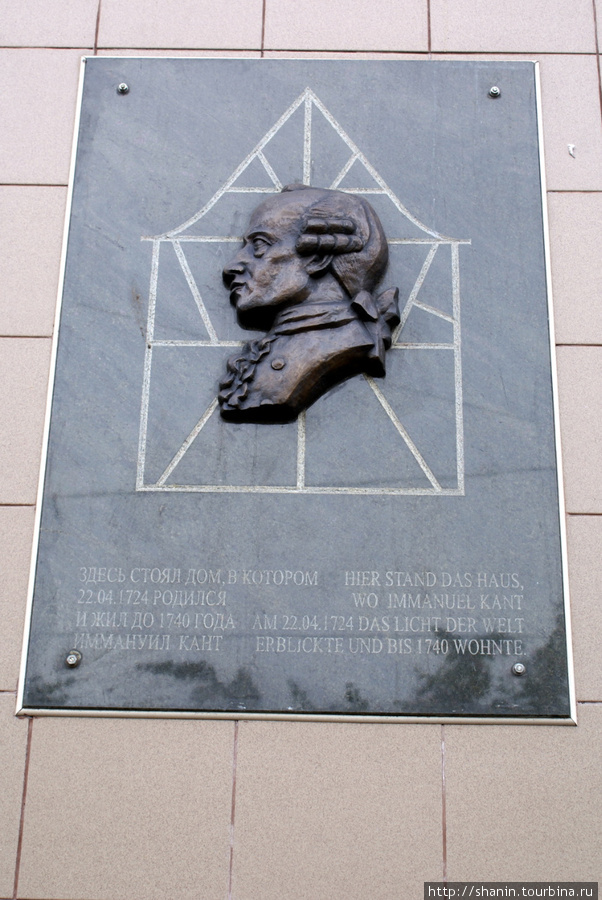 ЗДЕСЬ СТОЯЛ ДОМ, В КОТОРОМ
22.04.1724 РОДИЛСЯ
И ЖИЛ ДО 1740 ГОДА
ИММАНУИЛ КАНТ
HIER STAND DAS HAUS,
WO IMMANUEL KANT
AM 22.04.1724 DAS LICHT DER WELT
ERBLICKTE UND BIS 1740 WOHNTE.
http://shanin.tourbina.ru/